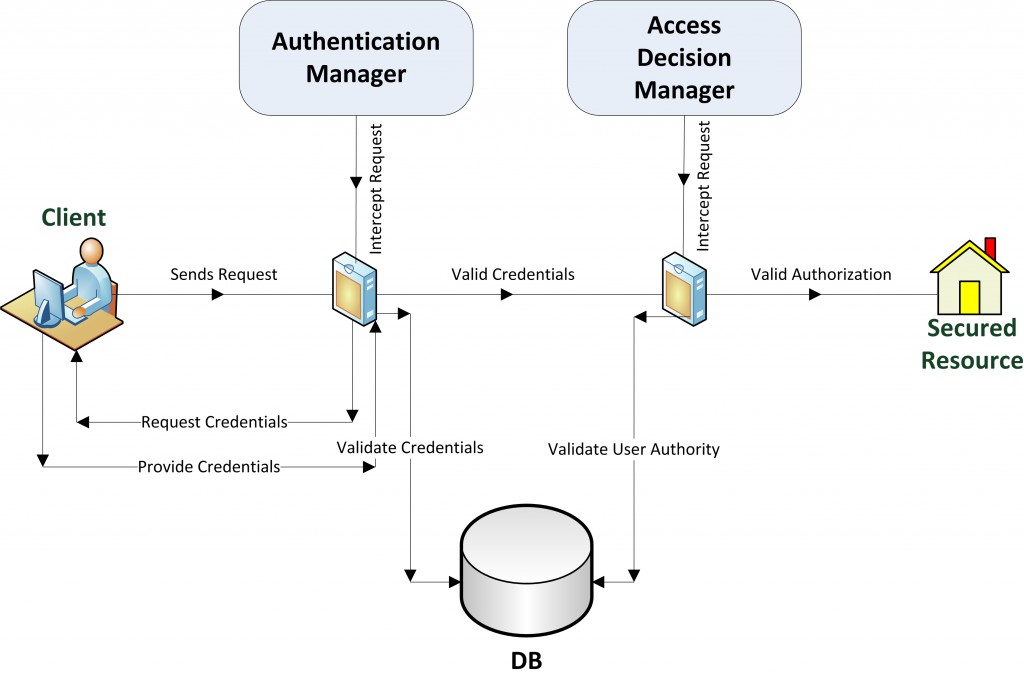 Authentication
Manager
Access
Decision
Manager
Intercept Request
Intercept Request
Client
Sends Request
Valid Credentials
Valid Authorization
Secured
Resource
Request Credentials
Validate Credentials
Validate User Authority
Provide Credentials
DB